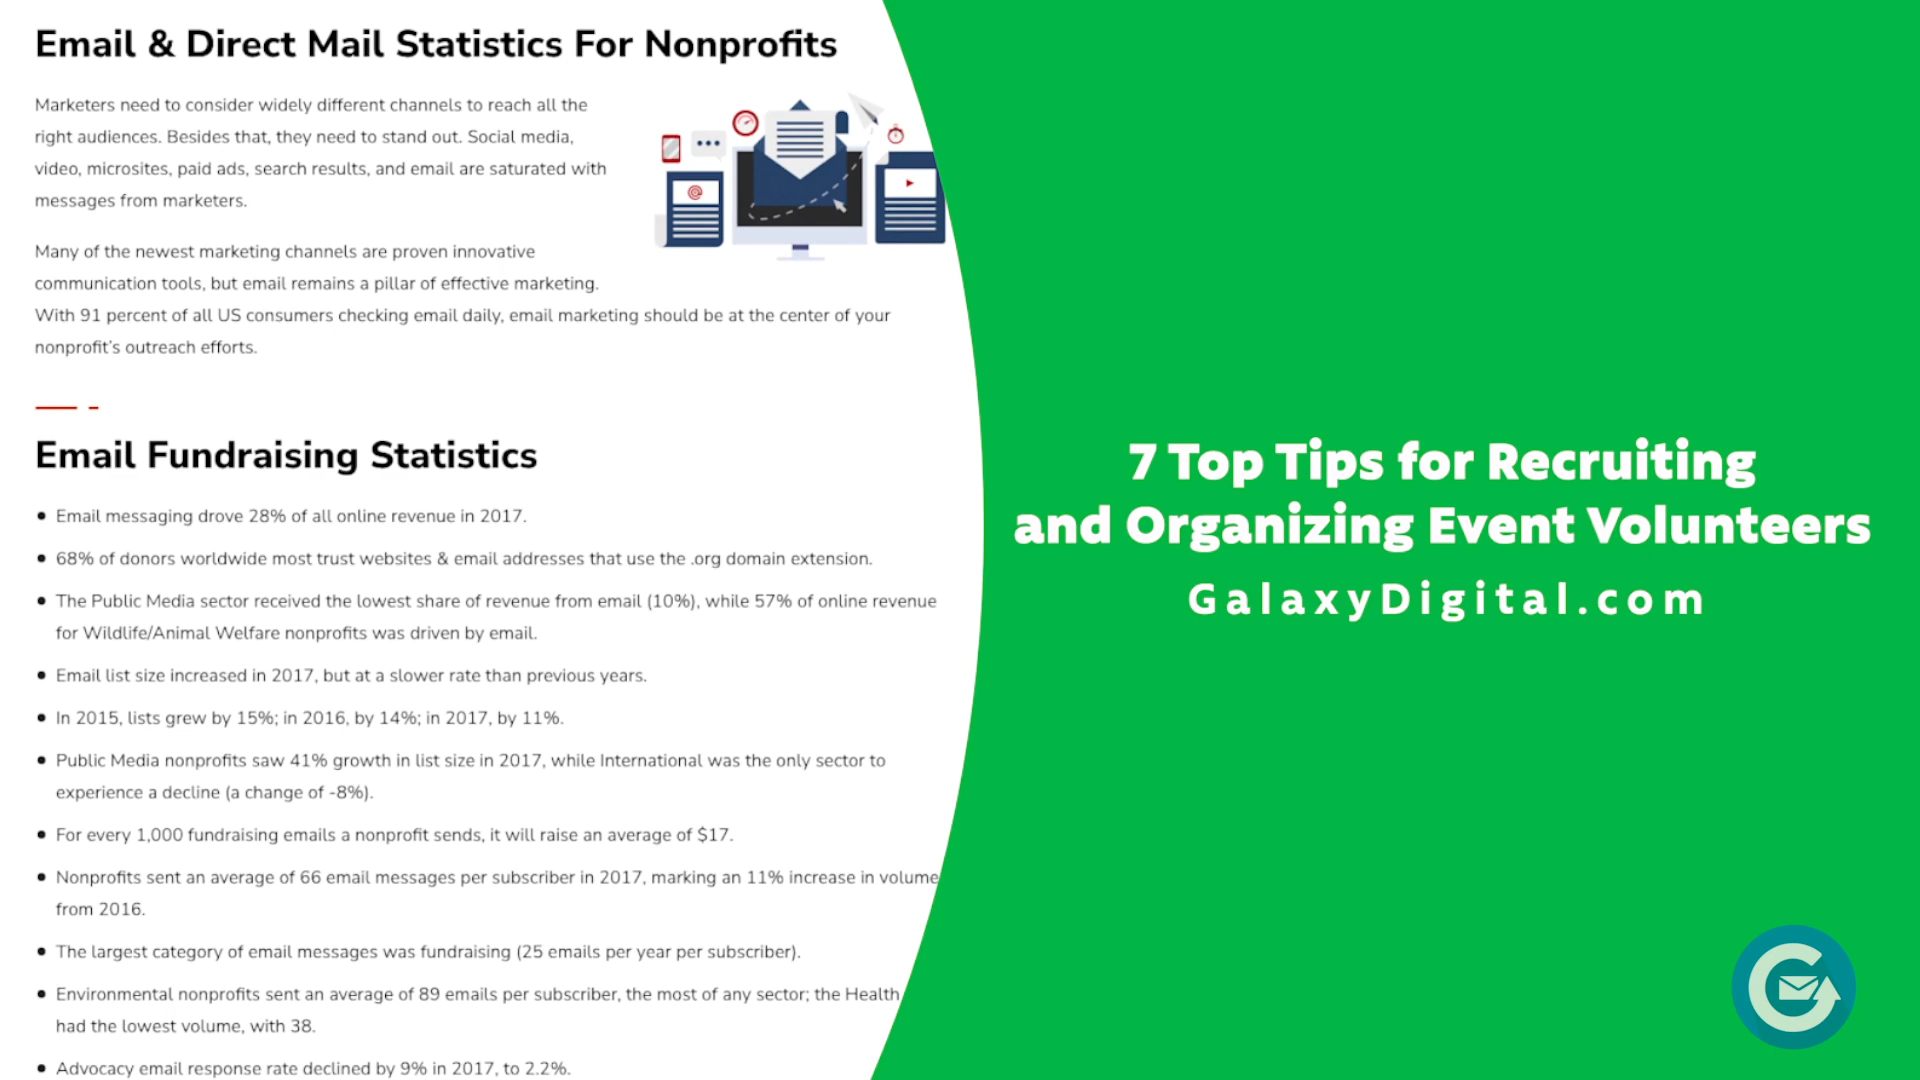 Email & Direct Mail Statistics For Nonprofits
Marketers need to consider widely different channels to reach all the
right audiences. Besides that, they need to stand out. Social media,
video, microsites, paid ads, search results, and email are saturated with
messages from marketers.
Many of the newest marketing channels are proven innovative
communication tools, but email remains a pillar of effective marketing.
With 91 percent of all US consumers checking email daily, email marketing should be at the center of your
nonprofit’s outreach efforts.
Email Fundraising Statistics
• Email messaging drove 28% of all online revenue in 2017.
• 68% of donors worldwide most trust websites & email addresses that use the .org domain extension.
• The Public Media sector received the lowest share of revenue from email (10%), while 57% of online revenue
for Wildlife/Animal Welfare nonprofits was driven by email.
• Email list size increased in 2017, but at a slower rate than previous years.
• In 2015, lists grew by 15%; in 2016, by 14%; in 2017, by 11%.
• Public Media nonprofits saw 41% growth in list size in 2017, while International was the only sector to
experience a decline (a change of -8%).
• For every 1,000 fundraising emails a nonprofit sends, it will raise an average of $17.
• Nonprofits sent an average of 66 email messages per subscriber in 2017, marking an 11% increase in volume
from 2016.
• The largest category of email messages was fundraising (25 emails per year per subscriber).
• Environmental nonprofits sent an average of 89 emails per subscriber, the most of any sector; the Health
had the lowest volume, with 38.
• Advocacy email response rate declined by 9% in 2017, to 2.2%.
7 Top Tips for Recruiting
and Organizing Event Volunteers
GalaxyDigital.com